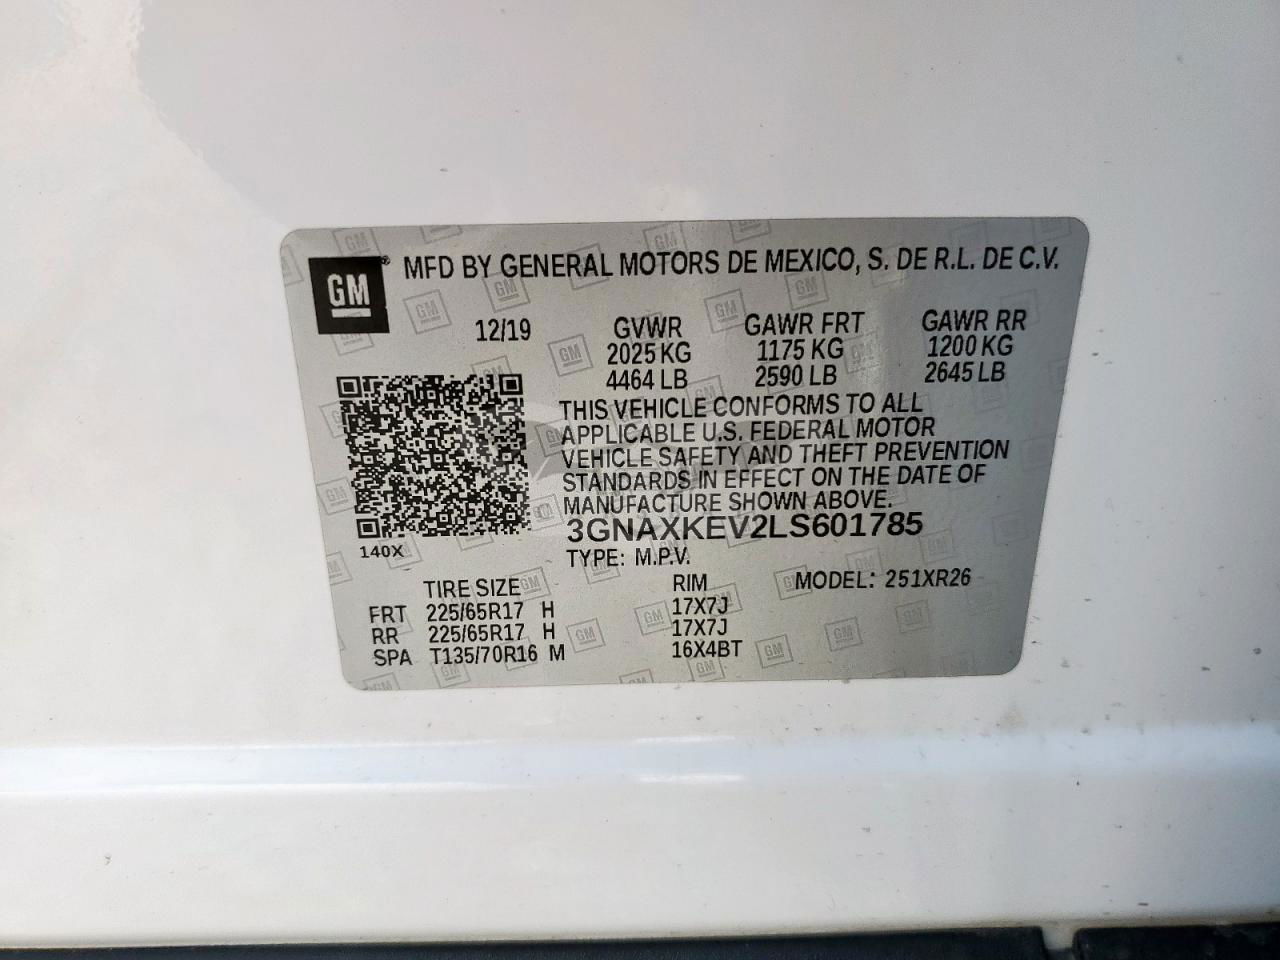 GM® MFD BY GENERAL MOTORS DE MEXICO, S. DE R.L. DE C.V.
12/19 GVWR GAWR FRT GAWR RR
2025 KG 1175 KG 1200 KG
4464 LB 2590 LB 2645 LB
THIS VEHICLE CONFORMS TO ALL
APPLICABLE U.S. FEDERAL MOTOR
VEHICLE SAFETY AND THEFT PREVENTION
STANDARDS IN EFFECT ON THE DATE OF
MANUFACTURE SHOWN ABOVE.
3GNAXKEV2LS601785
140X
TYPE: M.P.V.
TIRE SIZE RIM MODEL: 251XR26
FRT 225/65R17 H 17X7J
RR 225/65R17 H 17X7J
SPA T135/70R16 M 16X4BT